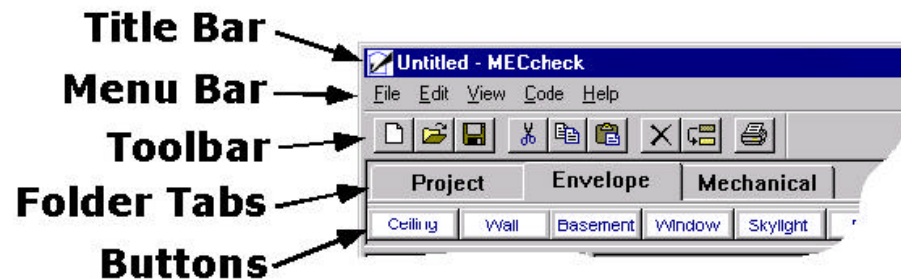 Title Bar
Untitled - MECcheck
Menu Bar
File Edit View Code Help
Toolbar
Folder Tabs
Project Envelope Mechanical
Buttons
Ceiling Wall Basement Window Skylight